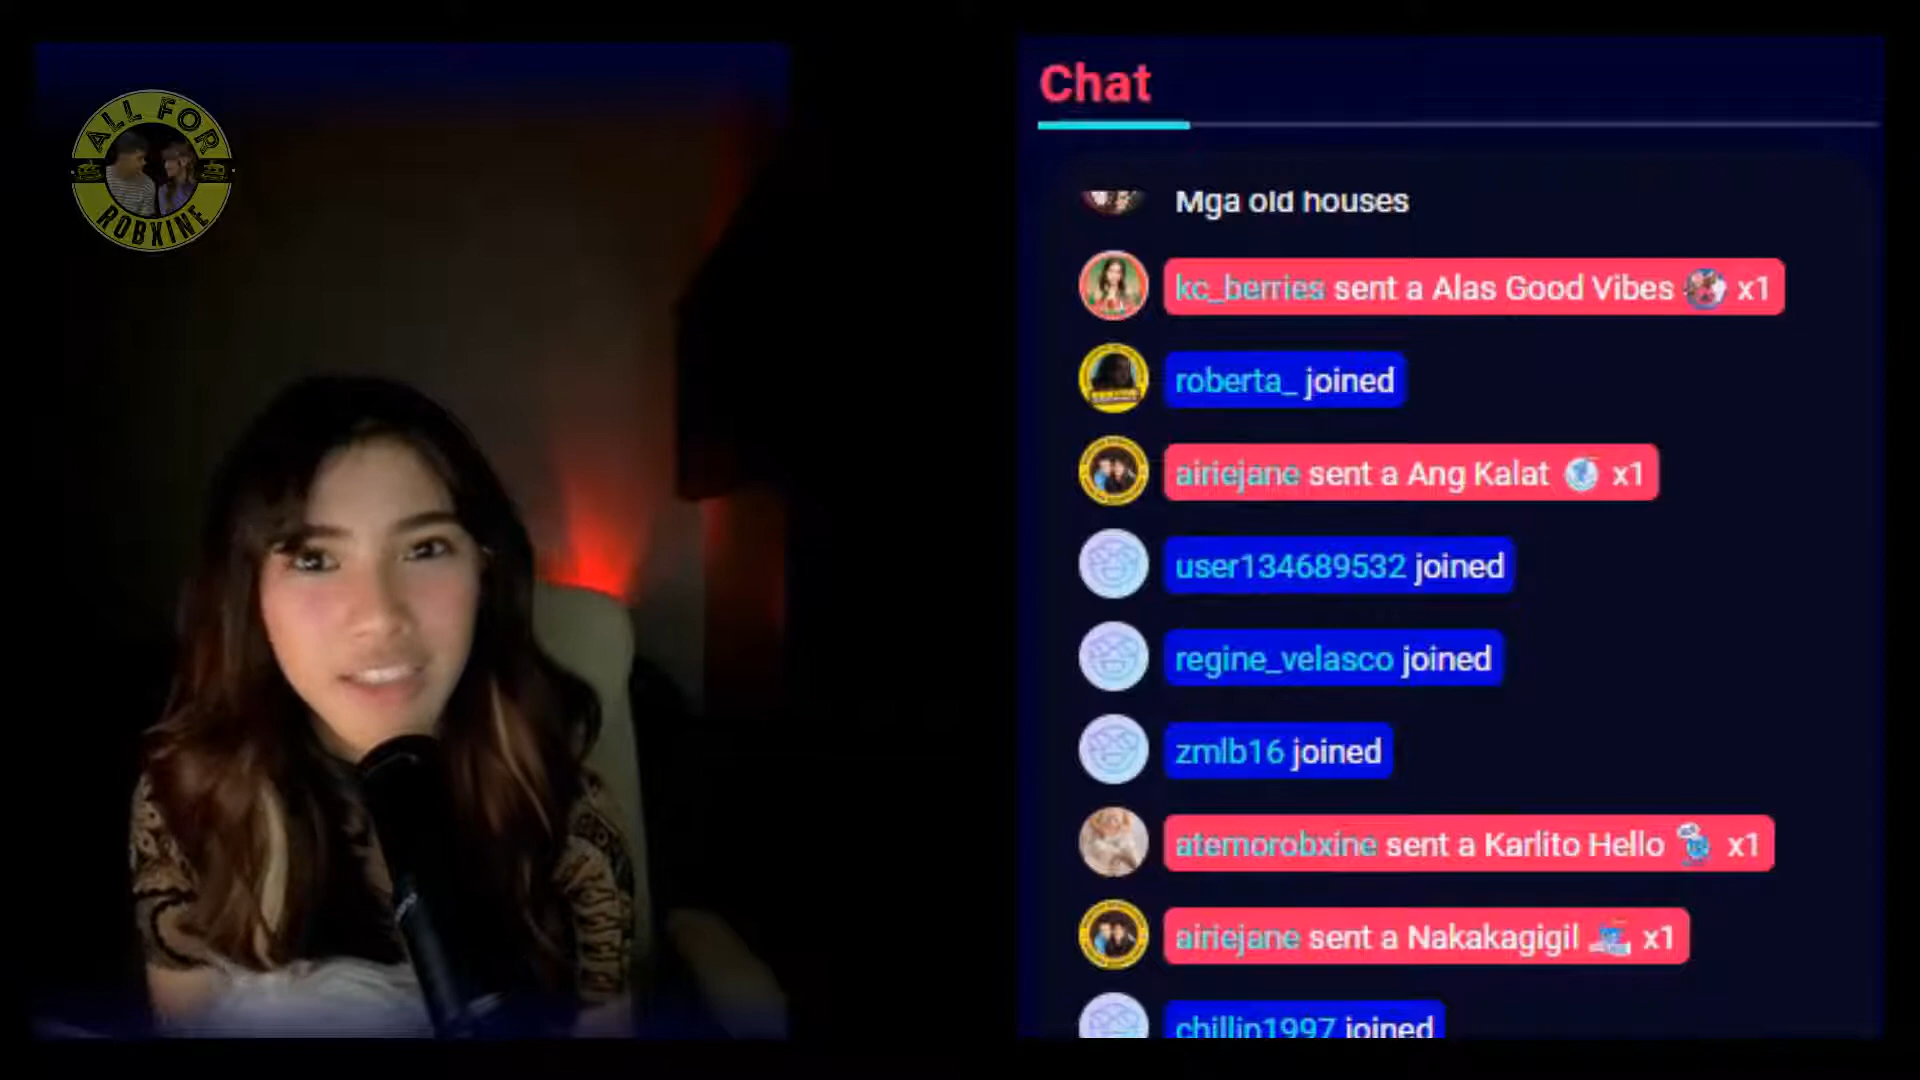 ALL FOR
ROBXINE
Chat
Mga old houses
kc_berries sent a Alas Good Vibes x1
roberta_ joined
airiejane sent a Ang Kalat x1
user134689532 joined
regine_velasco joined
zmlb16 joined
atemorobxine sent a Karlito Hello x1
airiejane sent a Nakakagigil x1
chillin1997 joined